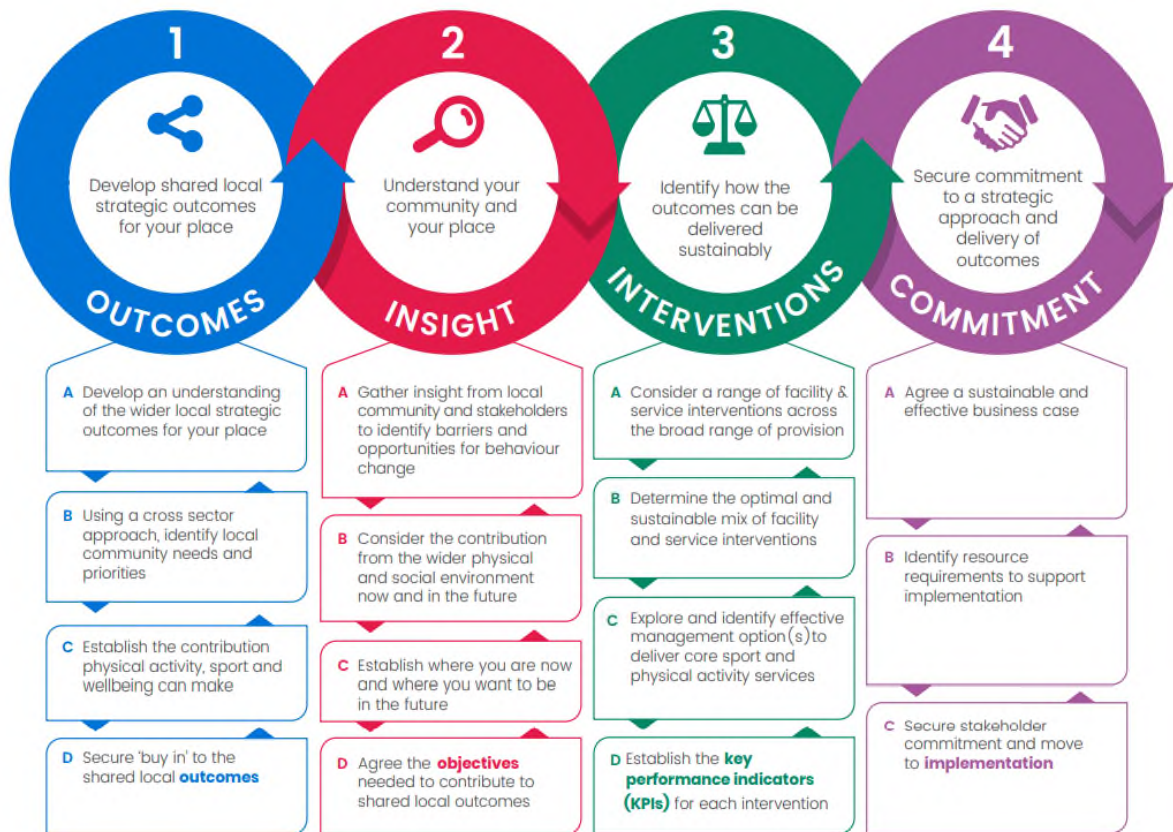 1
Develop shared local
strategic outcomes
for your place
OUTCOMES
A Develop an understanding
of the wider local strategic
outcomes for your place
B Using a cross sector
approach, identify local
community needs and
priorities
C Establish the contribution
physical activity, sport and
wellbeing can make
D Secure 'buy in' to the
shared local outcomes
2
Understand your
community and
your place
INSIGHT
A Gather insight from local
community and stakeholders
to identify barriers and
opportunities for behaviour
change
B Consider the contribution
from the wider physical
and social environment
now and in the future
C Establish where you are now
and where you want to be
in the future
D Agree the objectives
needed to contribute to
shared local outcomes
3
Identify how the
outcomes can be
delivered
sustainably
INTERVENTIONS
A Consider a range of facility &
service interventions across
the broad range of provision
B Determine the optimal and
sustainable mix of facility
and service interventions
C Explore and identify effective
management option(s)to
deliver core sport and
physical activity services
D Establish the key
performance indicators
(KPIs) for each intervention
4
Secure commitment
to a strategic
approach and
delivery of
outcomes
COMMITMENT
A Agree a sustainable and
effective business case
B Identify resource
requirements to support
implementation
C Secure stakeholder
commitment and move
to implementation